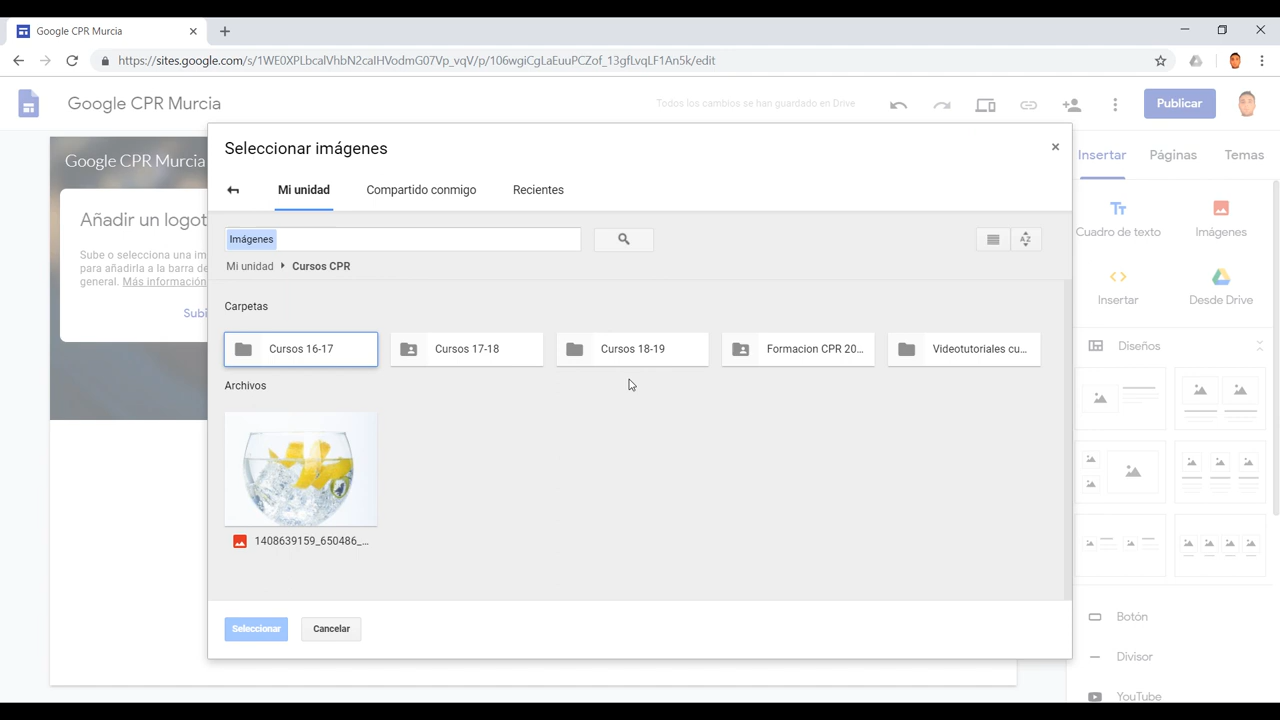 Google CPR Murcia
https://sites.google.com/s/1WE0XPLbcalVhbN2caIHVodmG07Vp_vqV/p/106wgiCgLaEuuPCZof_13gfLvqLF1An5k/edit
Google CPR Murcia
Todos los cambios se han guardado en Drive
Publicar
Google CPR Murcia
Añadir un logot
Sube o selecciona una im
para añadirla a la barra de
general. Más información
Subi
Seleccionar imágenes
Mi unidad
Compartido conmigo
Recientes
Imágenes
AZ
Mi unidad
Cursos CPR
Carpetas
Cursos 16-17
Cursos 17-18
Cursos 18-19
Formacion CPR 20...
Videotutoriales cu...
Archivos
1408639159_650486_...
Seleccionar
Cancelar
Insertar
Páginas
Temas
Tt
Cuadro de texto
Imágenes
Insertar
Desde Drive
Diseños
Botón
Divisor
YouTube